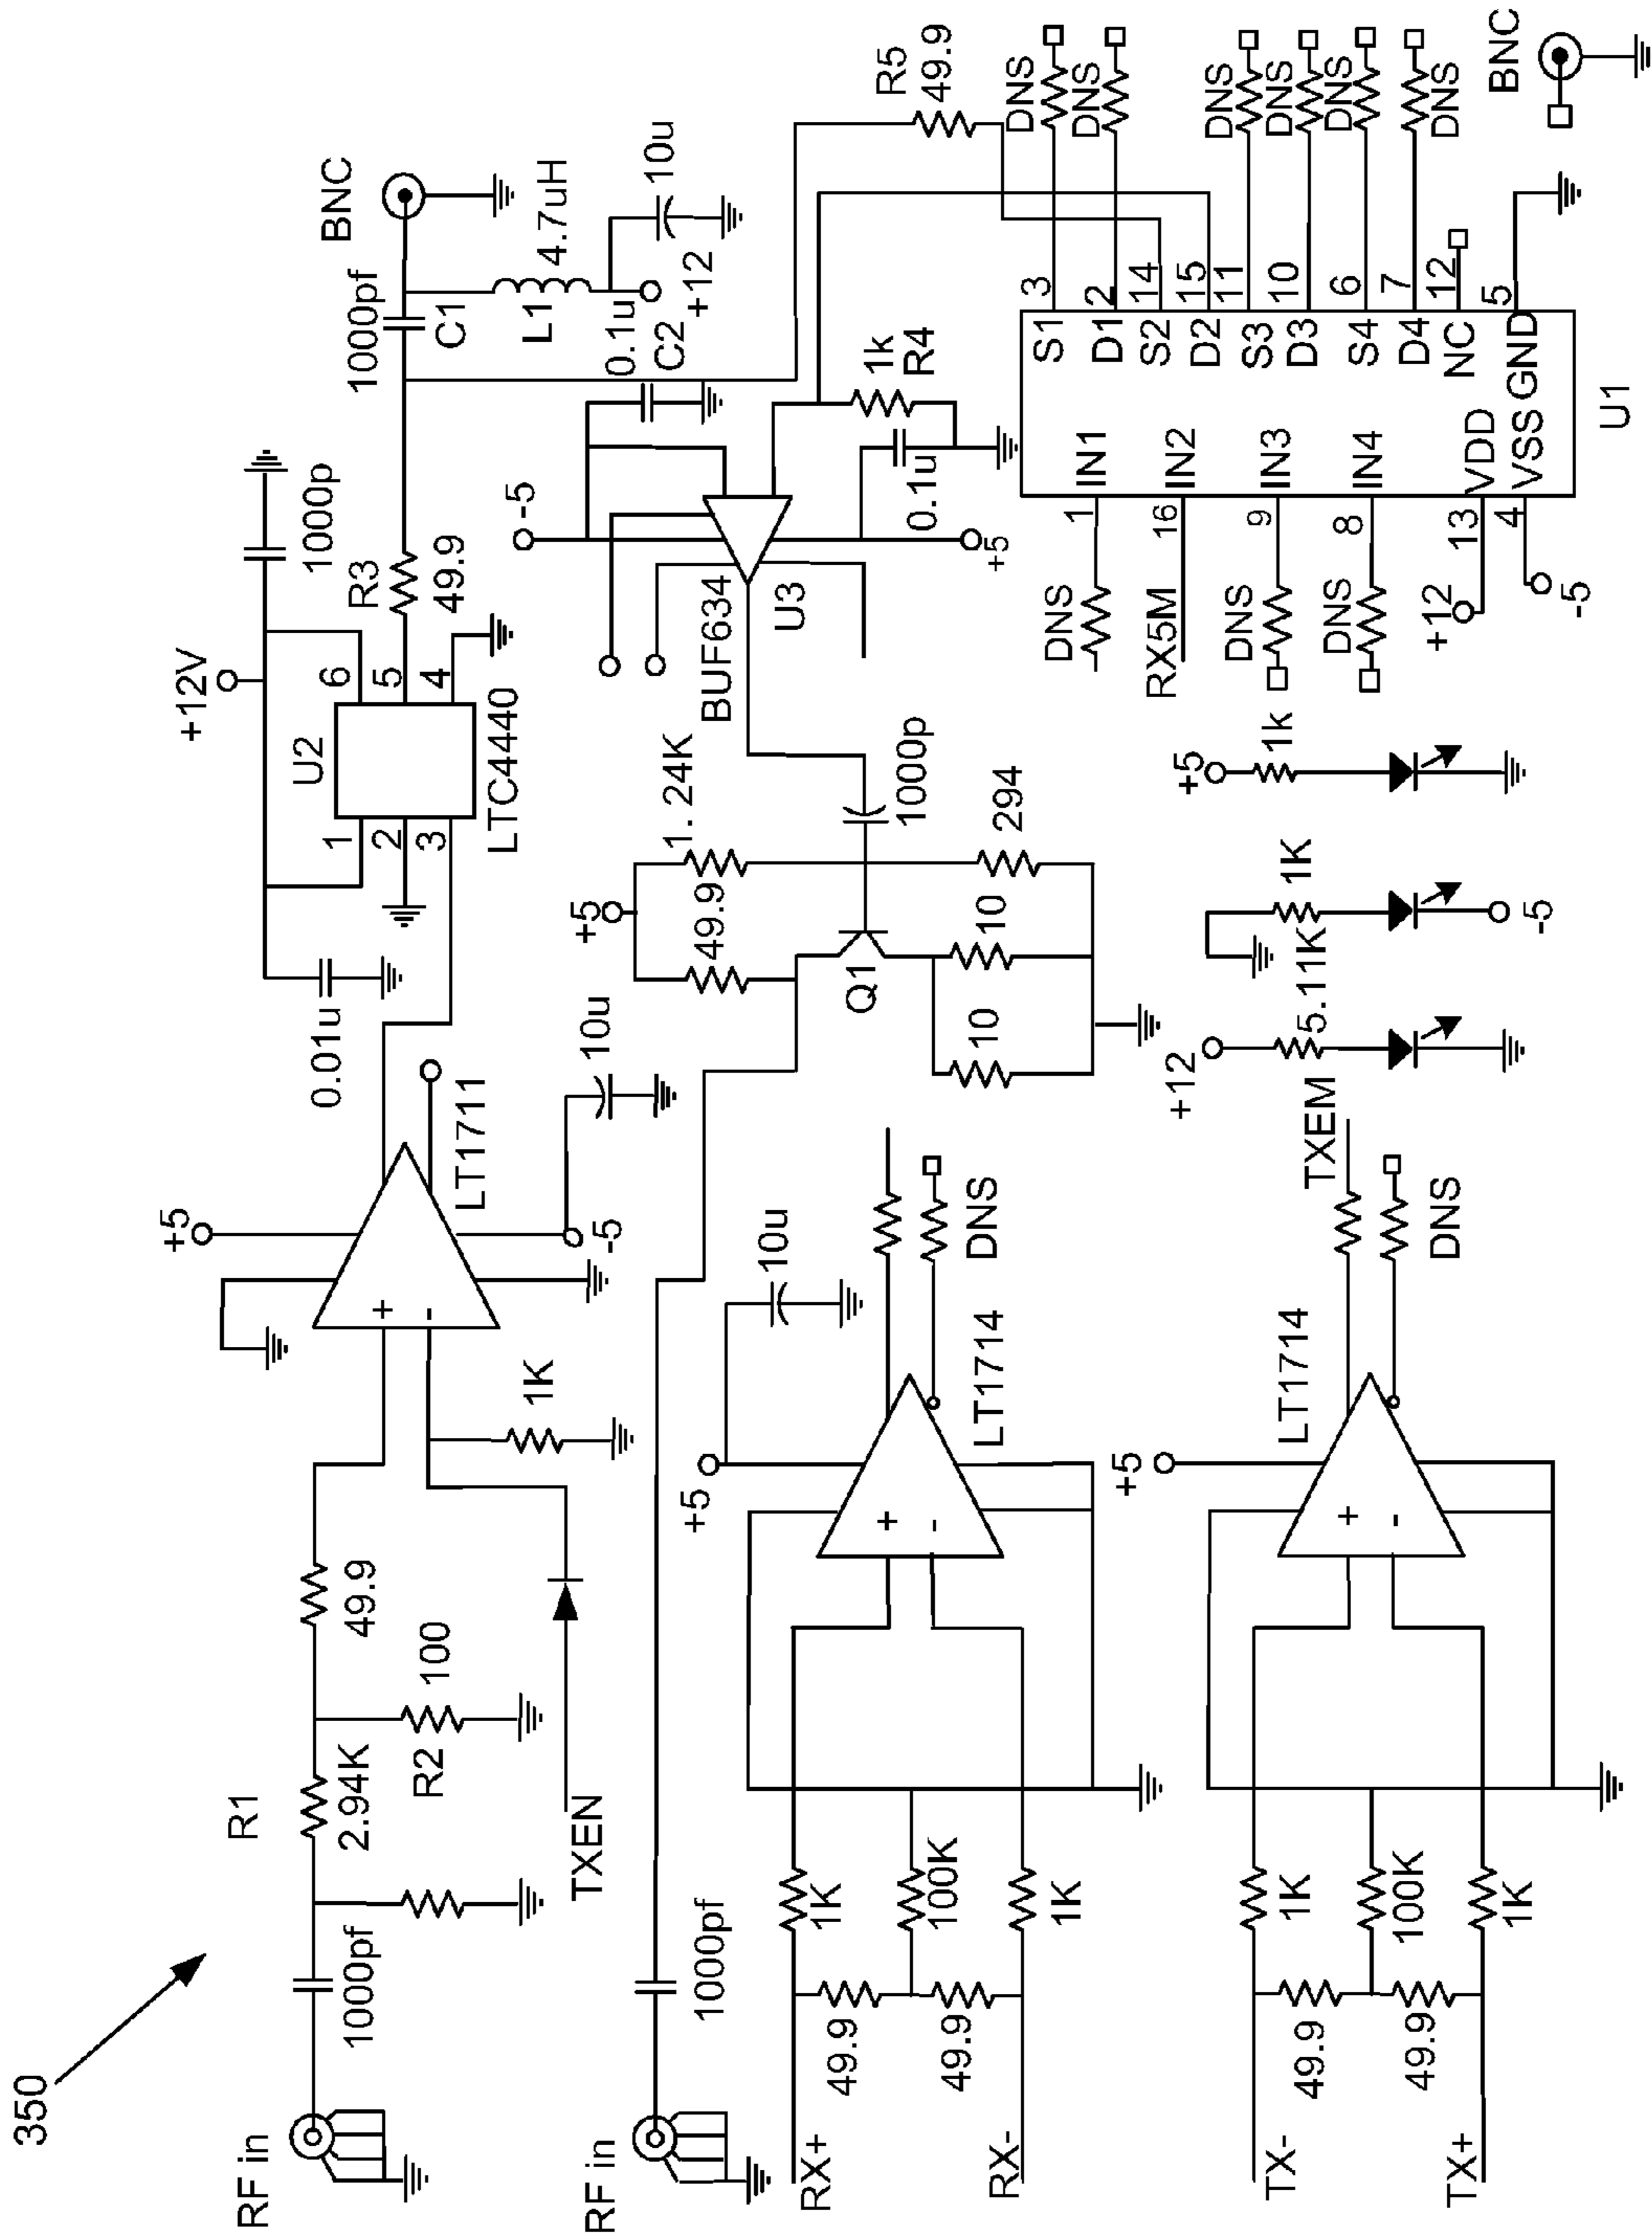 350
RF in
1000pf
R1
2.94K
R2
100
49.9
TXEN
1K
+
-
+5
-5
10u
LT1711
0.01u
+12V
U2
1
2
3
6
5
4
LTC4440
1000p
R3
49.9
1000pf
C1
BNC
L1
4.7uH
10u
+12
0.1u
C2
-5
BUF634
U3
0.1u
+5
1k
R4
R5
49.9
RF in
1000pf
+5
49.9
1.24K
Q1
10
10
294
1000p
RX+
RX-
49.9
49.9
1K
100K
1K
+5
10u
+
-
LT1714
DNS
TX-
TX+
49.9
49.9
1K
100K
1K
+5
+
-
LT1714
TXEM
DNS
+12
5.11K
1K
-5
+5
1k
DNS
RX5M
DNS
DNS
+12
-5
1
16
9
8
13
4
IN1
IN2
IN3
IN4
VDD
VSS
GND
U1
S1
D1
S2
D2
S3
D3
S4
D4
NC
3
2
14
15
11
10
6
7
12
5
DNS
DNS
DNS
DNS
DNS
DNS
BNC